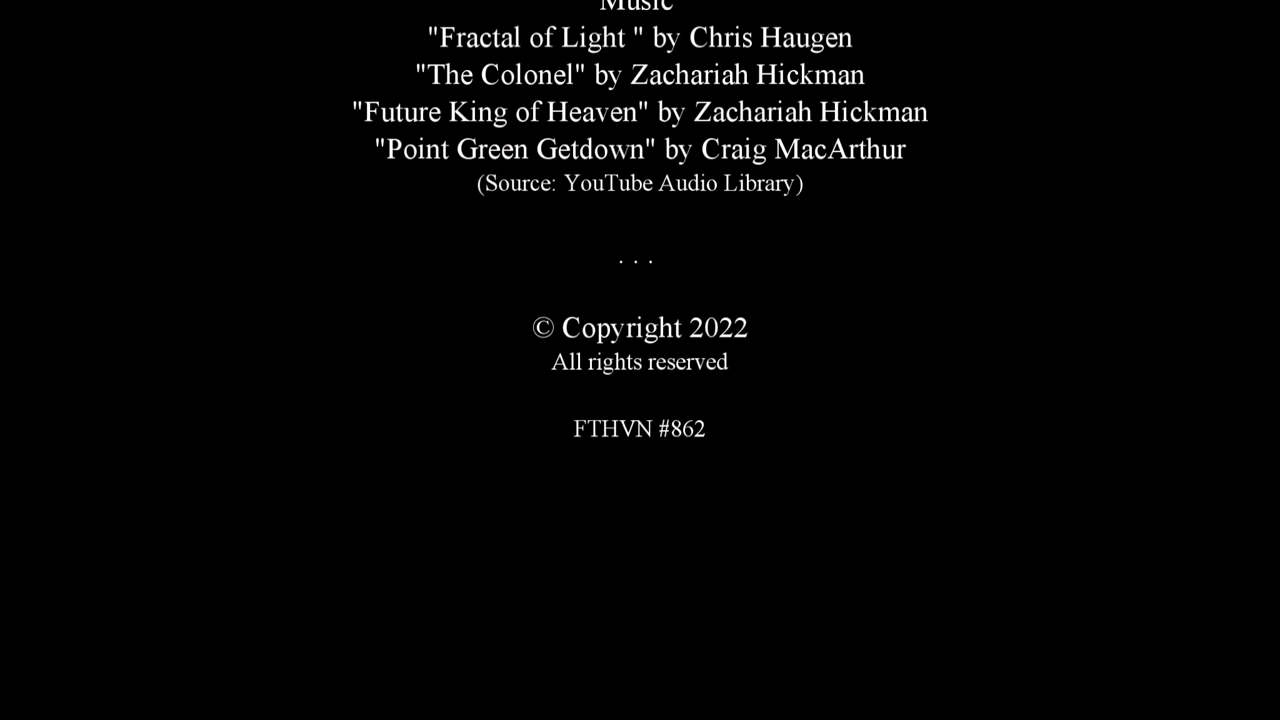 Music
"Fractal of Light " by Chris Haugen
"The Colonel" by Zachariah Hickman
"Future King of Heaven" by Zachariah Hickman
"Point Green Getdown" by Craig MacArthur
(Source: YouTube Audio Library)
. . .
© Copyright 2022
All rights reserved
FTHVN #862